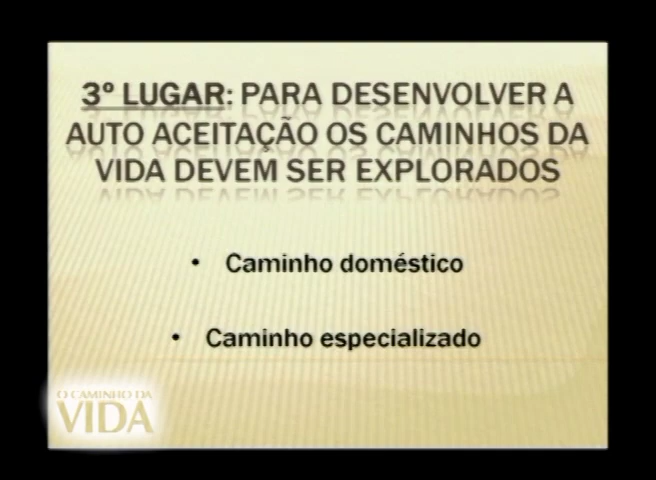 3º LUGAR: PARA DESENVOLVER A
AUTO ACEITAÇÃO OS CAMINHOS DA
VIDA DEVEM SER EXPLORADOS
• Caminho doméstico
• Caminho especializado
O CAMINHO DA
VIDA